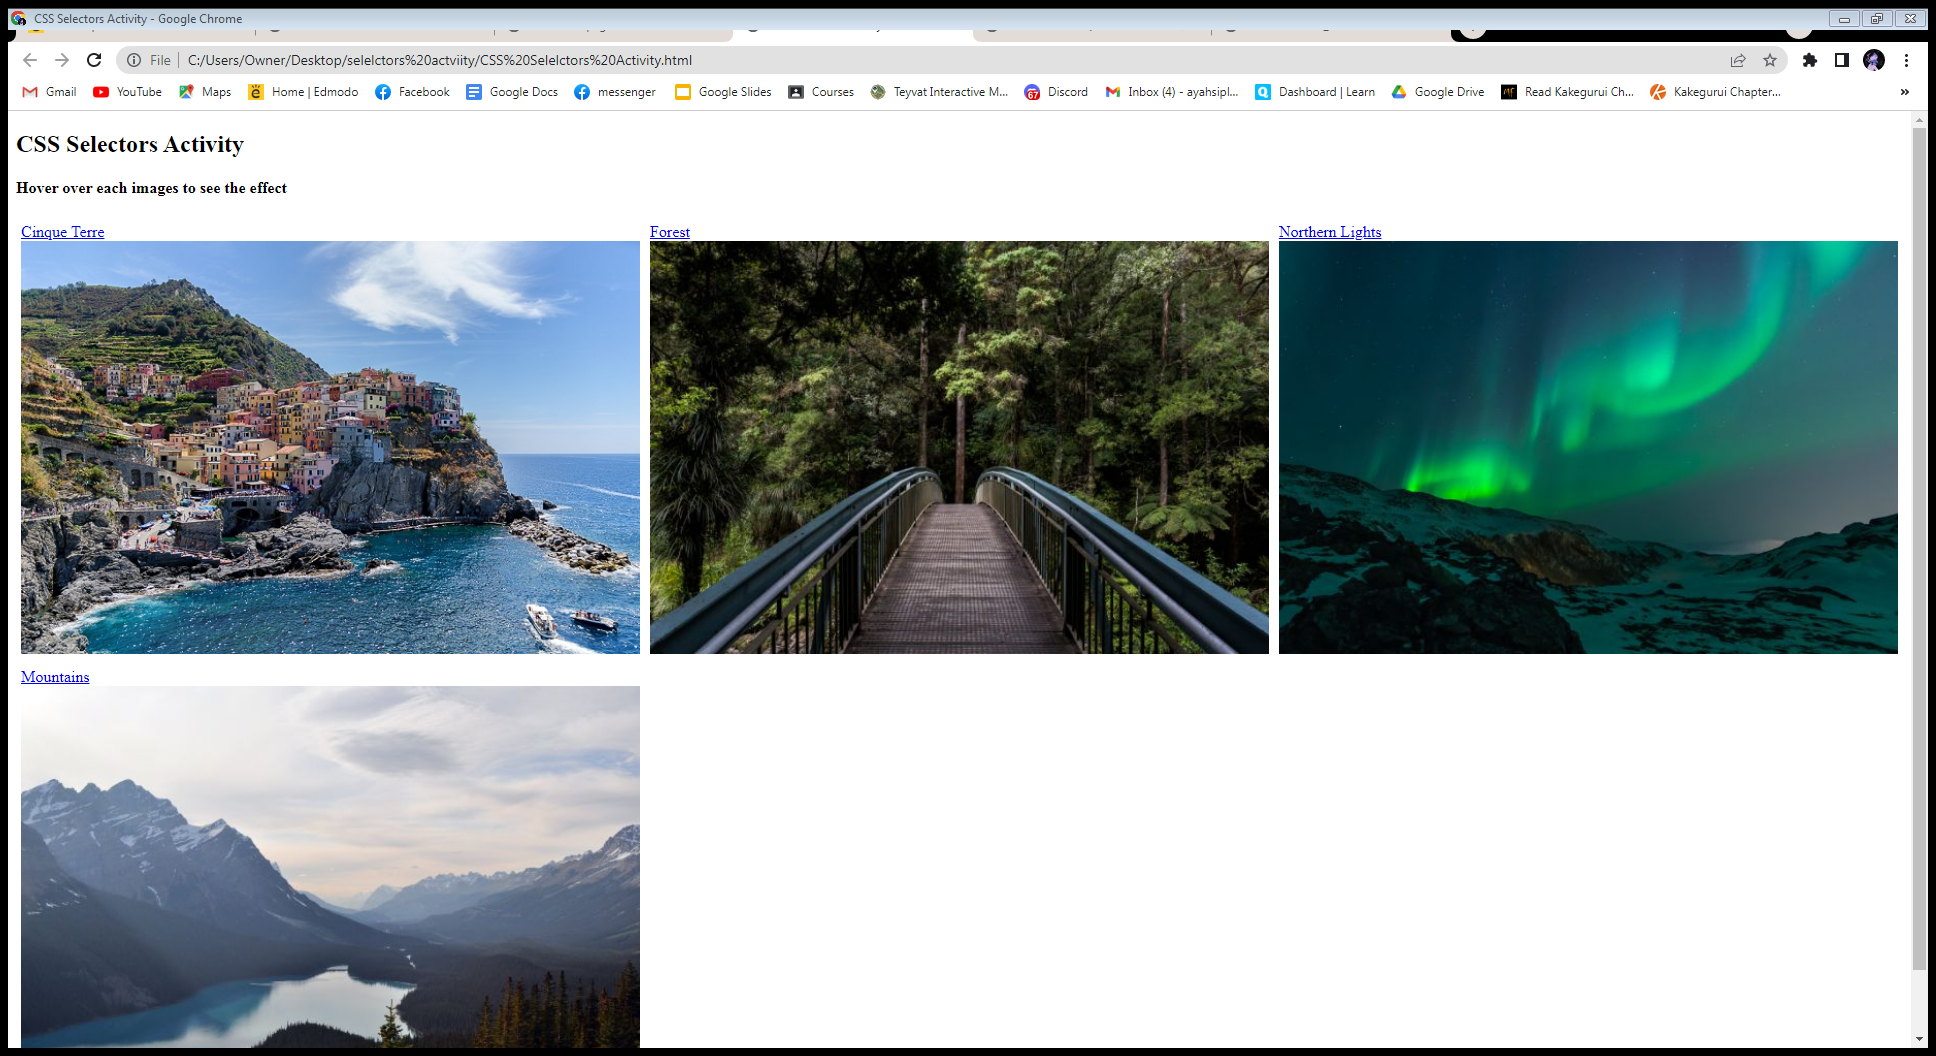 CSS Selectors Activity - Google Chrome
File C:/Users/Owner/Desktop/selelctors%20actviity/CSS%20Selelctors%20Activity.html
Gmail YouTube Maps Home | Edmodo Facebook Google Docs messenger Google Slides Courses Teyvat Interactive M... Discord Inbox (4) - ayahsipl... Dashboard | Learn Google Drive Read Kakegurui Ch... Kakegurui Chapter... »
CSS Selectors Activity
Hover over each images to see the effect
Cinque Terre Forest Northern Lights
Mountains